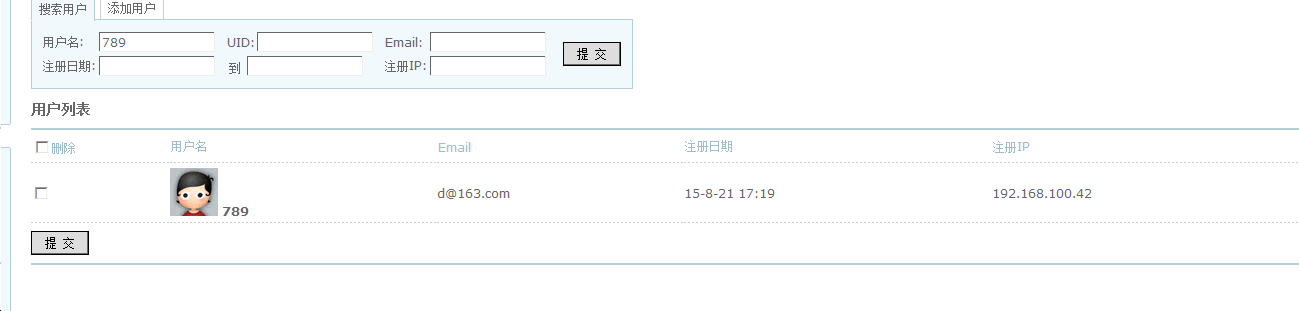 搜索用户 添加用户
用户名: 789 UID: Email:
提 交
注册日期: 到 注册IP:
用户列表
删除 用户名 Email 注册日期 注册IP
789 d@163.com 15-8-21 17:19 192.168.100.42
提 交